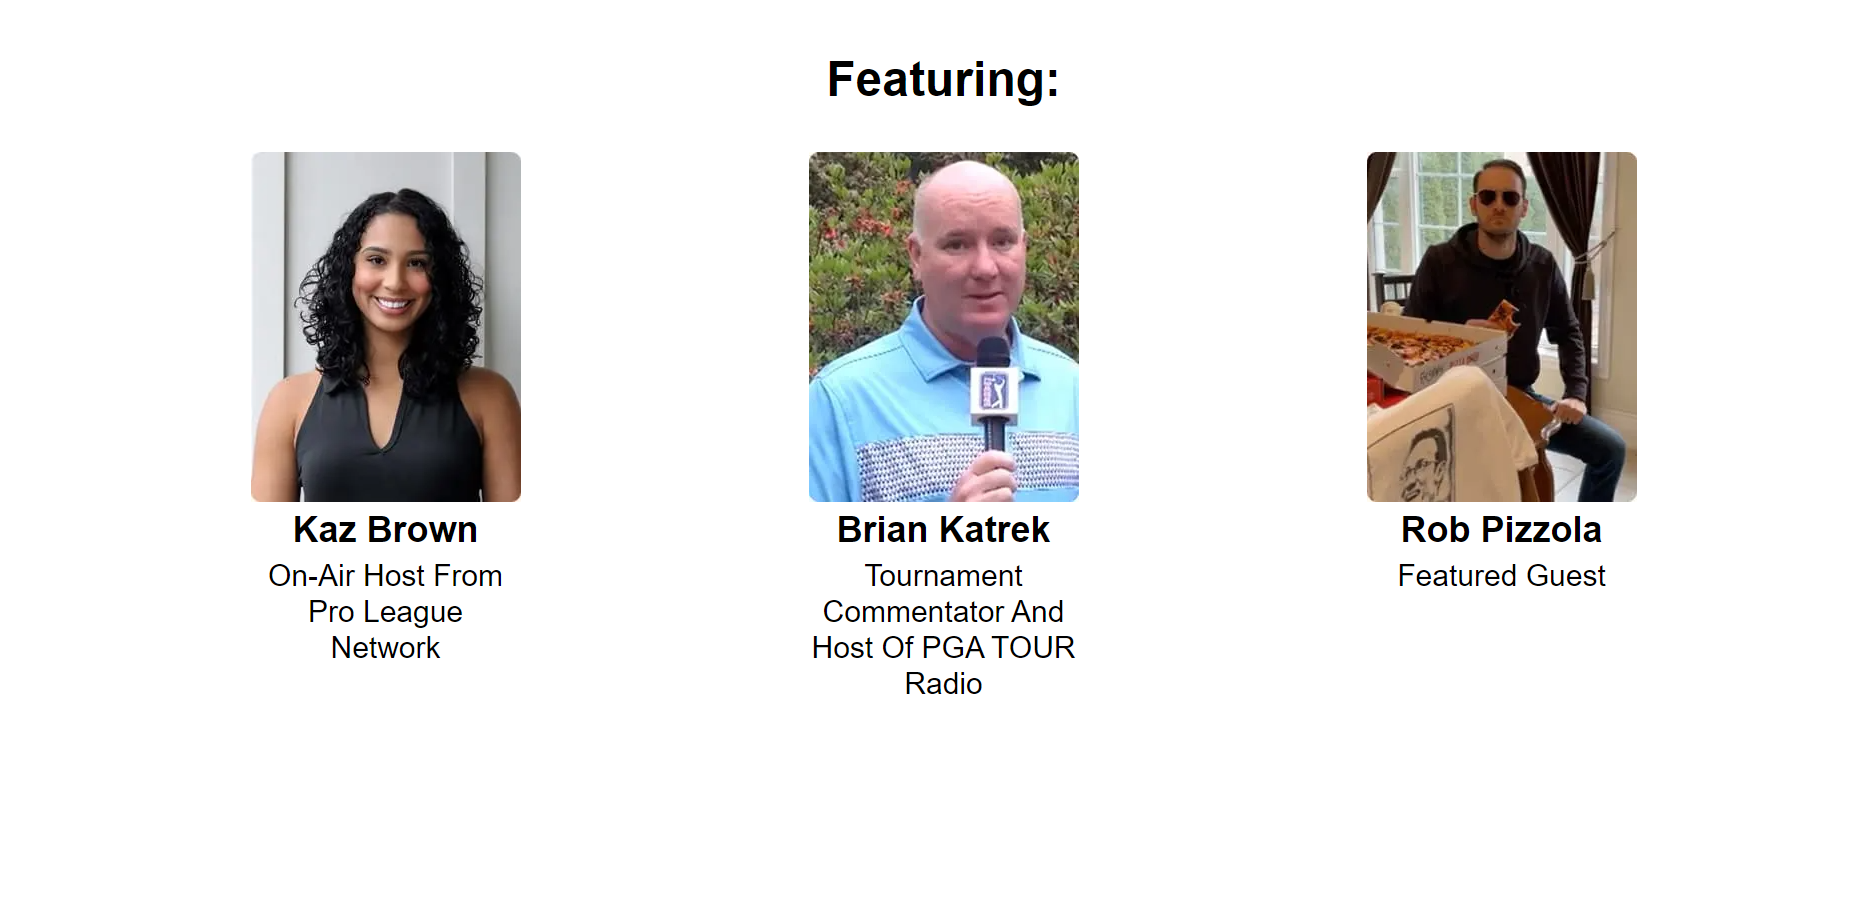 Featuring:
Kaz Brown
On-Air Host From
Pro League
Network
Brian Katrek
Tournament
Commentator And
Host Of PGA TOUR
Radio
Rob Pizzola
Featured Guest